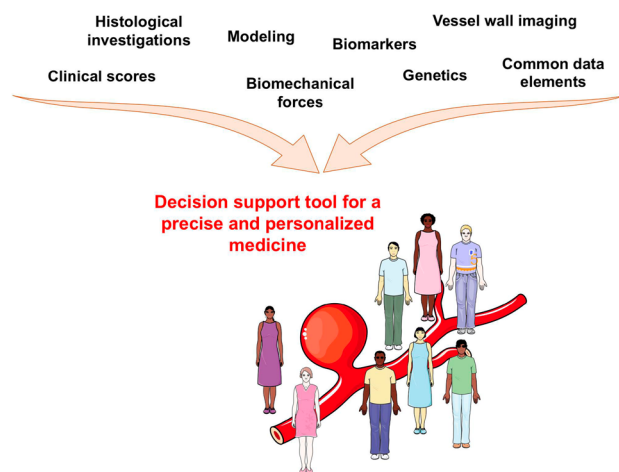 Histological
investigations
Modeling
Biomarkers
Vessel wall imaging
Clinical scores
Biomechanical
forces
Genetics
Common data
elements
Decision support tool for a
precise and personalized
medicine